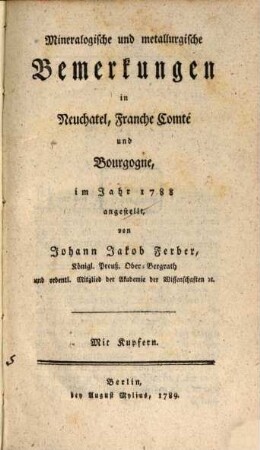 Mineralogische und metallurgische
Bemerkungen
in
Neuchatel, Franche Comté
und
Bourgogne,
im Jahr 1788
angestellt,
von
Johann Jakob Ferber,
Königl. Preuß. Ober-Bergrath
und ordentl. Mitglied der Akademie der Wissenschaften ꝛc.
Mit Kupfern.
Berlin,
bey August Mylius, 1789.